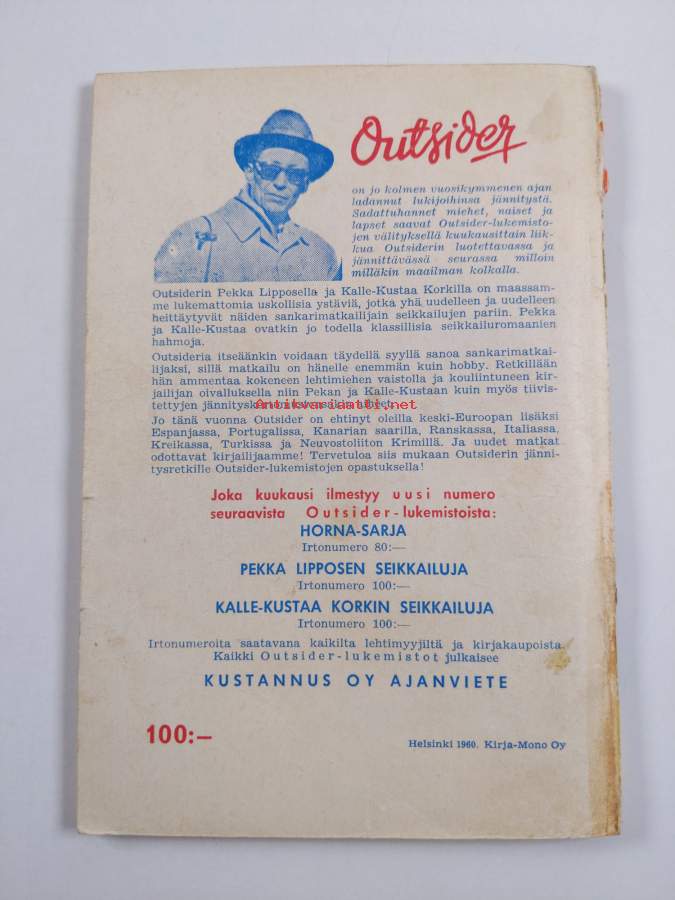 Outsider
on jo kolmen vuosikymmenen ajan
ladannut lukijoihinsa jännitystä.
Sadattuhannet miehet, naiset ja
lapset saavat Outsider-lukemisto-
jen välityksellä kuukausittain liik-
kua Outsiderin luotettavassa ja
jännittävässä seurassa milloin
milläkin maailman kolkalla.
Outsiderin Pekka Lipposella ja Kalle-Kustaa Korkilla on maassam-
me lukemattomia uskollisia ystäviä, jotka yhä uudelleen ja uudelleen
heittäytyvät näiden sankarimatkailijain seikkailujen pariin. Pekka
ja Kalle-Kustaa ovatkin jo todella klassillisia seikkailuromaanien
hahmoja.
Outsideria itseäänkin voidaan täydellä syyllä sanoa sankarimatkai-
lijaksi, sillä matkailu on hänelle enemmän kuin hobby. Retkillään
hän ammentaa kokeneen lehtimiehen vaistolla ja kouliintuneen kir-
jailijan oivalluksella niin Pekan ja Kalle-Kustaan kuin myös tiivis-
tettyjen jännityskertomustensa aiheet.
Antikvariaatti.net
Jo tänä vuonna Outsider on ehtinyt oleilla keski-Euroopan lisäksi
Espanjassa, Portugalissa, Kanarian saarilla, Ranskassa, Italiassa,
Kreikassa, Turkissa ja Neuvostoliiton Krimillä. Ja uudet matkat
odottavat kirjailijaamme! Tervetuloa siis mukaan Outsiderin jänni-
tysretkille Outsider-lukemistojen opastuksella!
Joka kuukausi ilmestyy uusi numero
seuraavista Outsider-lukemistoista:
HORNA-SARJA
Irtonumero 80:—
PEKKA LIPPOSEN SEIKKAILUJA
Irtonumero 100:—
KALLE-KUSTAA KORKIN SEIKKAILUJA
Irtonumero 100:—
Irtonumeroita saatavana kaikilta lehtimyyjiltä ja kirjakaupoista.
Kaikki Outsider-lukemistot julkaisee
KUSTANNUS OY AJANVIETE
100:—
Helsinki 1960. Kirja-Mono Oy